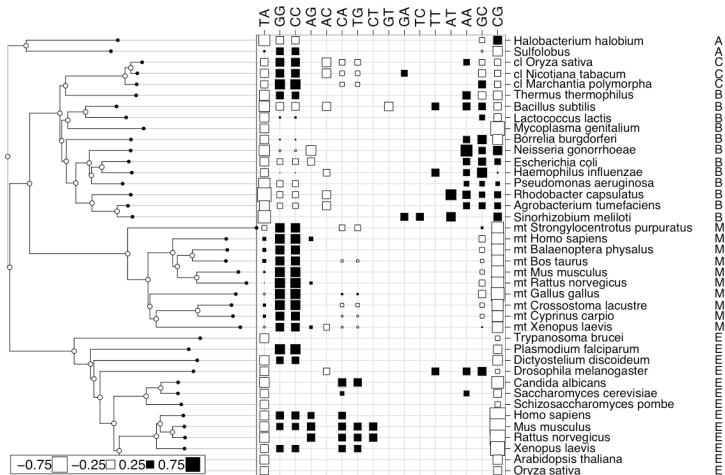 TA GG CC AG AC CA TG CT GT GA TC TT AT AA GC CG
Halobacterium halobium A
Sulfolobus A
cl Oryza sativa C
cl Nicotiana tabacum C
cl Marchantia polymorpha C
Thermus thermophilus B
Bacillus subtilis B
Lactococcus lactis B
Mycoplasma genitalium B
Borrelia burgdorferi B
Neisseria gonorrhoeae B
Escherichia coli B
Haemophilus influenzae B
Pseudomonas aeruginosa B
Rhodobacter capsulatus B
Agrobacterium tumefaciens B
Sinorhizobium meliloti B
mt Strongylocentrotus purpuratus M
mt Homo sapiens M
mt Balaenoptera physalus M
mt Bos taurus M
mt Mus musculus M
mt Rattus norvegicus M
mt Gallus gallus M
mt Crossostoma lacustre M
mt Cyprinus carpio M
mt Xenopus laevis M
Trypanosoma brucei E
Plasmodium falciparum E
Dictyostelium discoideum E
Drosophila melanogaster E
Candida albicans E
Saccharomyces cerevisiae E
Schizosaccharomyces pombe E
Homo sapiens E
Mus musculus E
Rattus norvegicus E
Xenopus laevis E
Arabidopsis thaliana E
Oryza sativa E
−0.75 −0.25 0.25 0.75